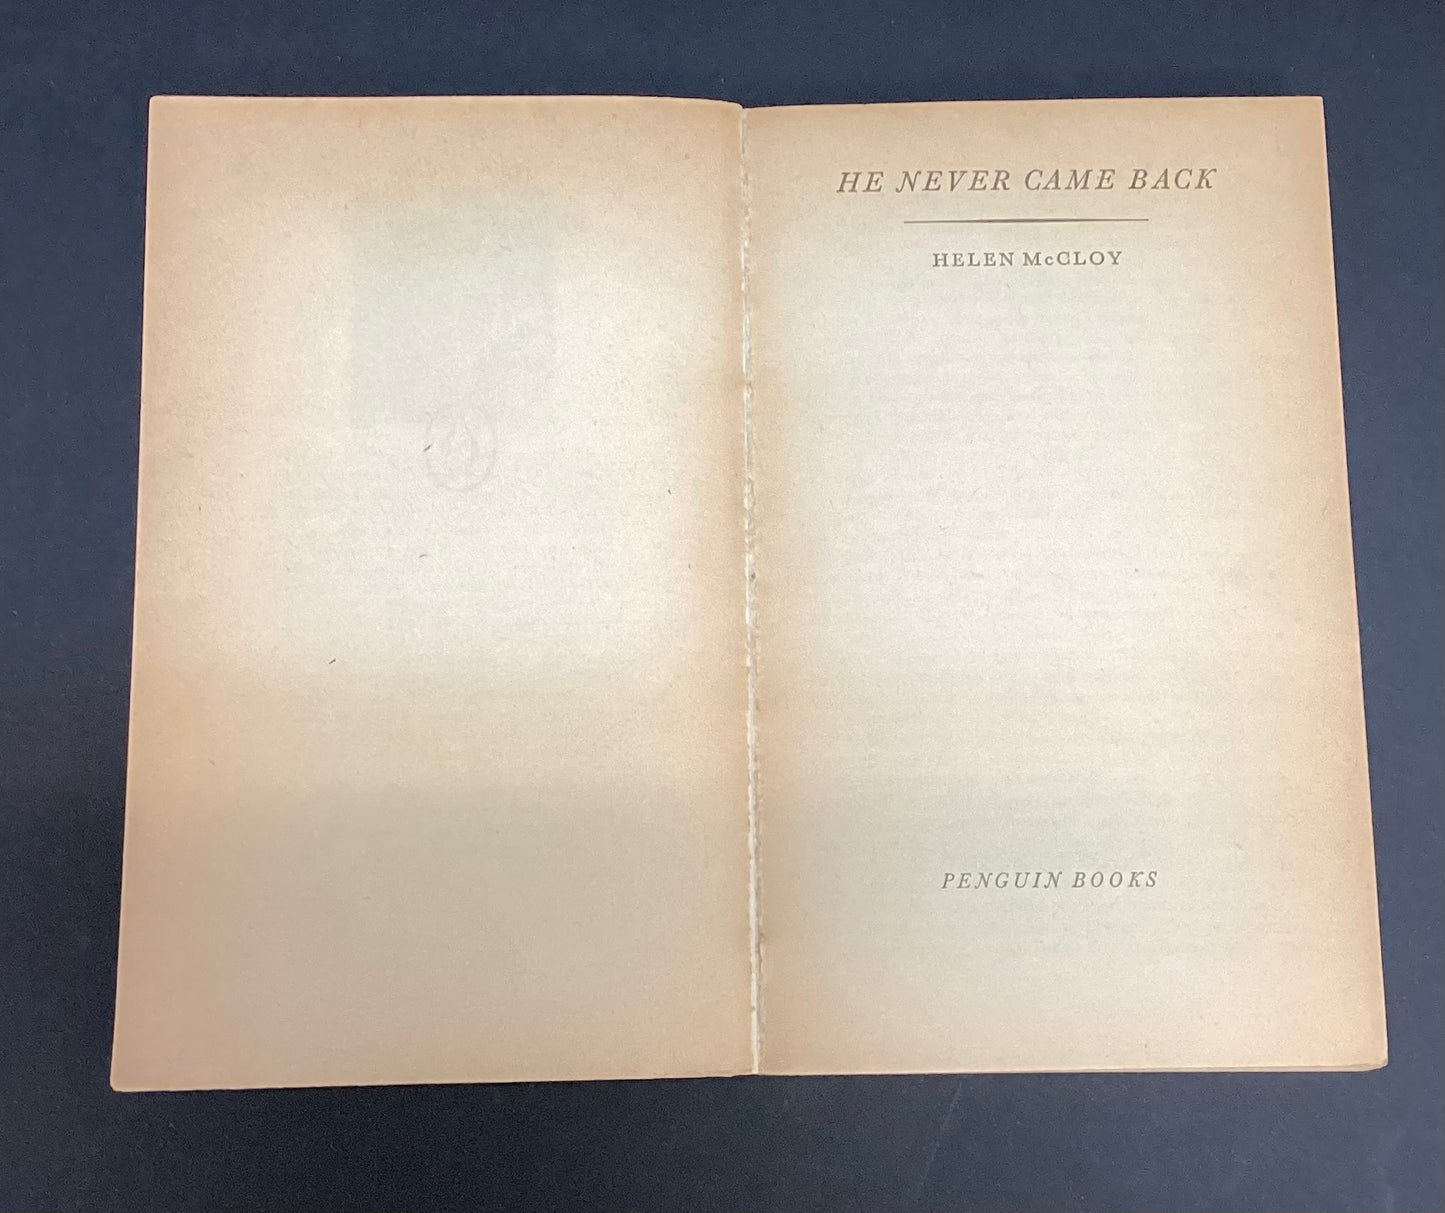 HE NEVER CAME BACK
HELEN McCLOY
PENGUIN BOOKS